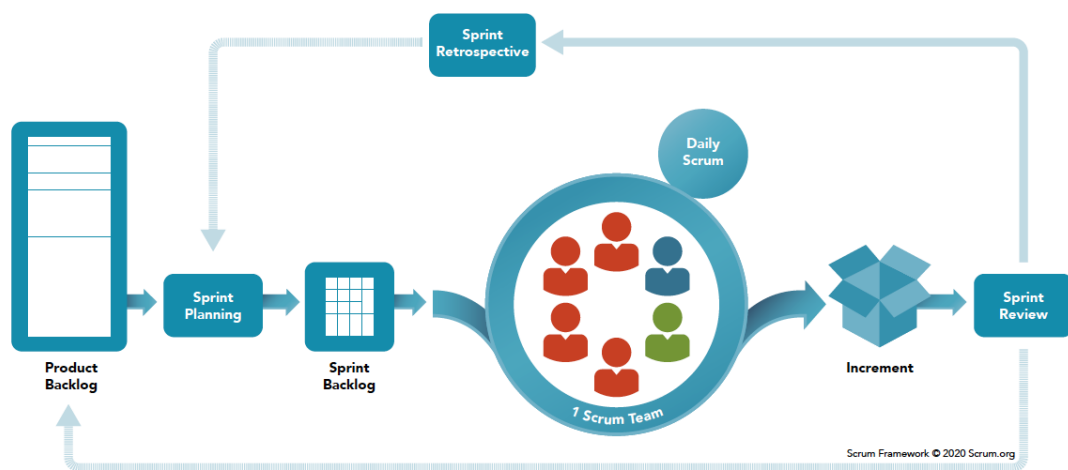 Sprint
Retrospective
Daily
Scrum
Sprint
Planning
Sprint
Review
Product
Backlog
Sprint
Backlog
Increment
1 Scrum Team
Scrum Framework © 2020 Scrum.org